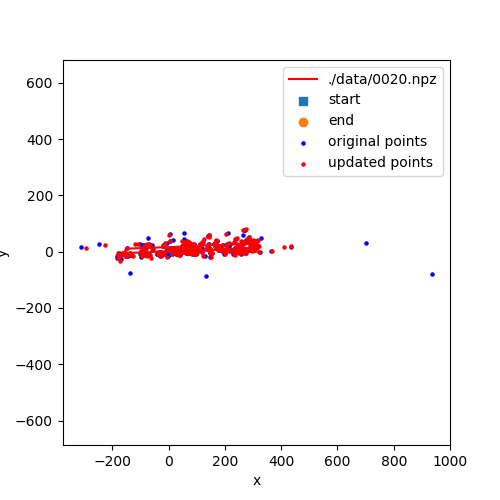 ./data/0020.npz
start
end
original points
updated points
600
400
200
0
−200
−400
−600
y
−200
0
200
400
600
800
1000
x